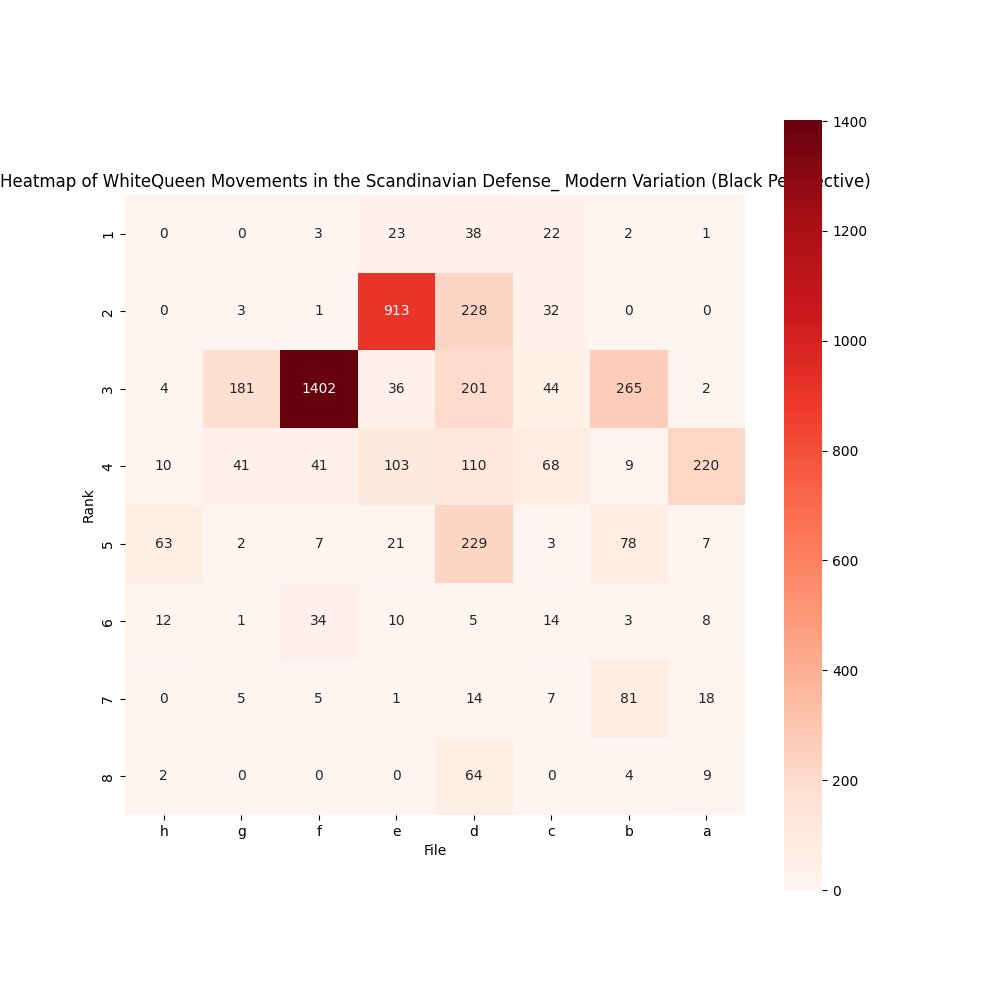 1400
Heatmap of WhiteQueen Movements in the Scandinavian Defense_ Modern Variation (Black Pe ective)
1200
1000
800
600
400
200
0
1 0 0 3 23 38 22 2 1
2 0 3 1 913 228 32 0 0
3 4 181 1402 36 201 44 265 2
4 10 41 41 103 110 68 9 220
Rank
5 63 2 7 21 229 3 78 7
6 12 1 34 10 5 14 3 8
7 0 5 5 1 14 7 81 18
8 2 0 0 0 64 0 4 9
h g f e d c b a
File